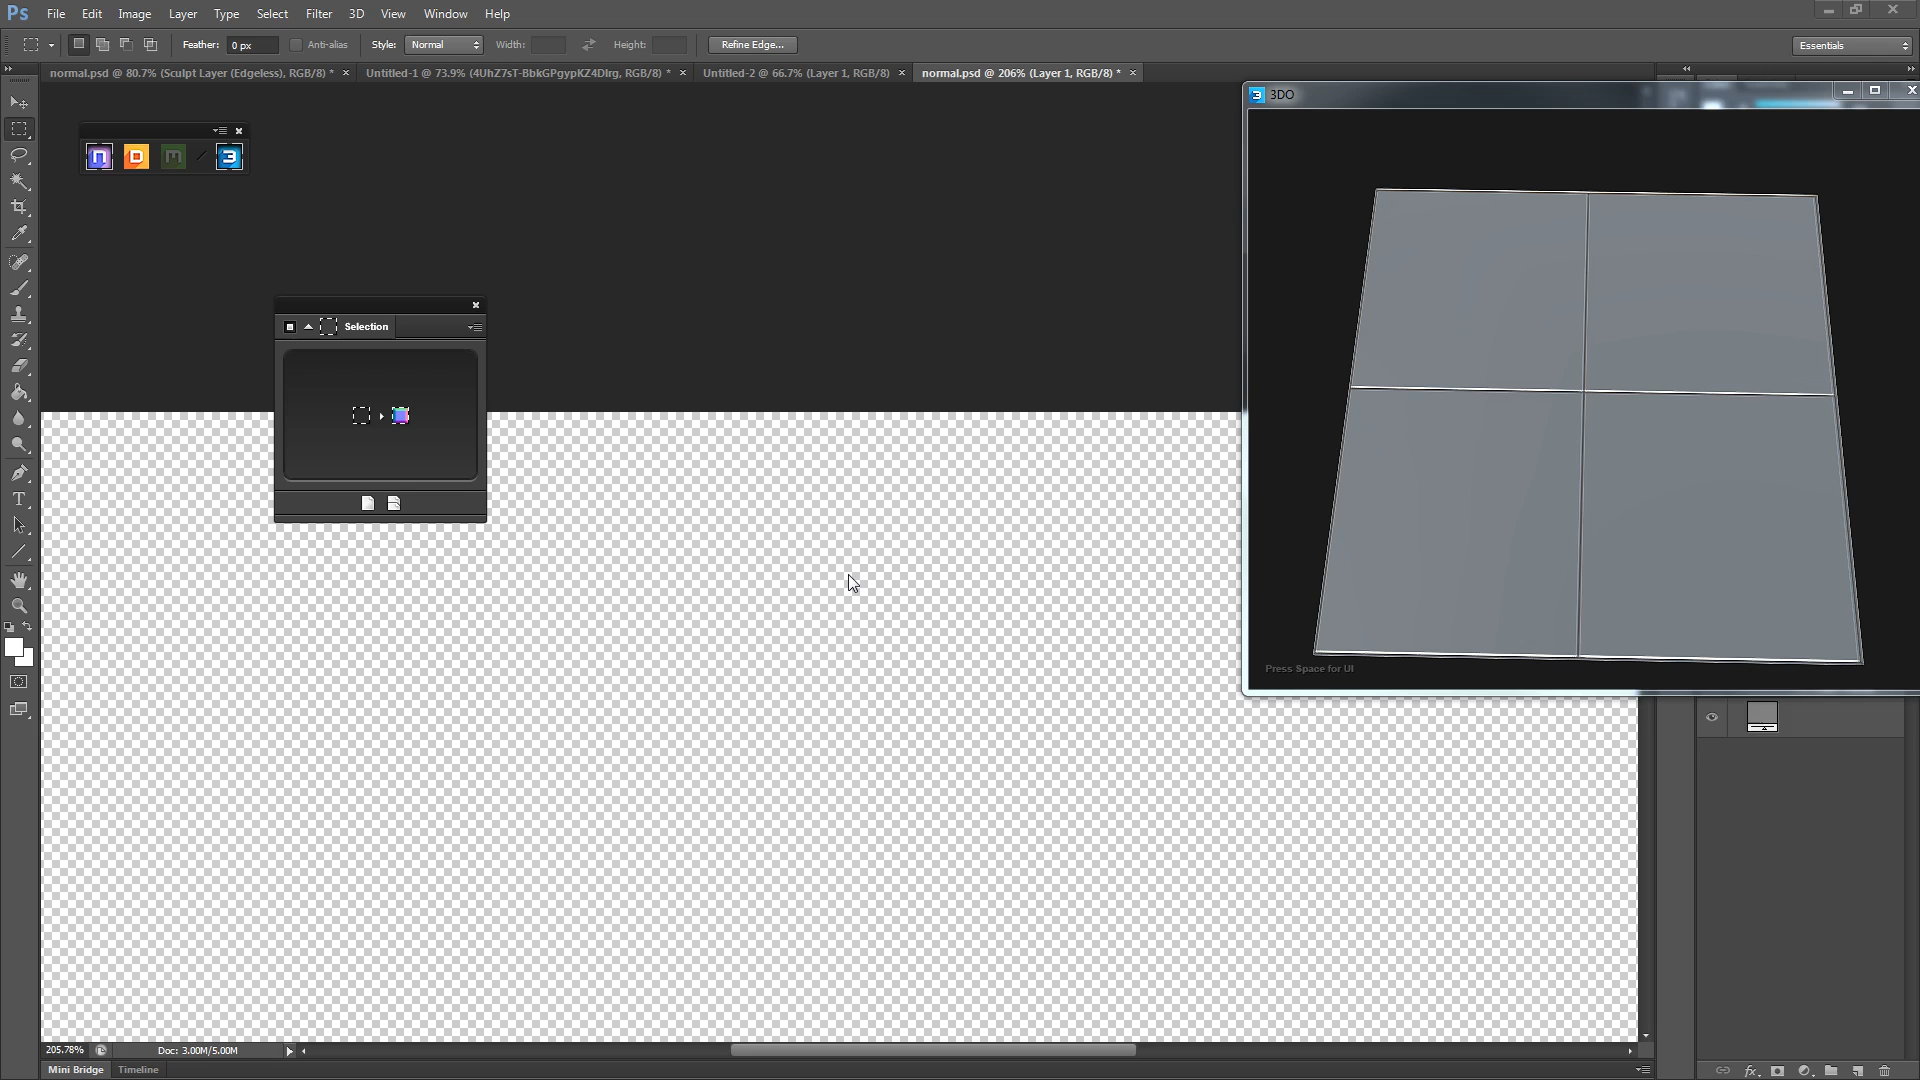 Ps File Edit Image Layer Type Select Filter 3D View Window Help
Feather: 0 px Anti-alias Style: Normal Width: Height: Refine Edge... Essentials
normal.psd @ 80.7% (Sculpt Layer (Edgeless), RGB/8) * Untitled-1 @ 73.9% (4UhZ7sT-BbkGPgypKZ4DIrg, RGB/8) * Untitled-2 @ 66.7% (Layer 1, RGB/8) normal.psd @ 206% (Layer 1, RGB/8) *
3DO
Selection
Press Space for UI
205.78% Doc: 3.00M/5.00M
Mini Bridge Timeline